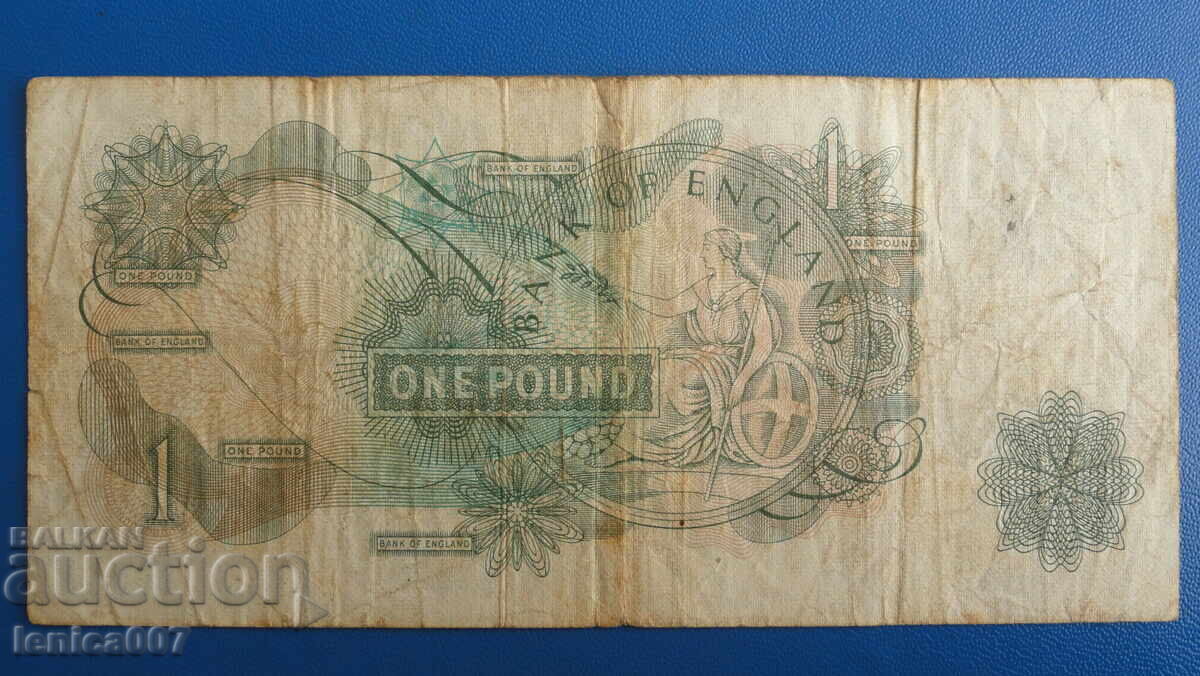 BANK OF ENGLAND
1
BANK OF ENGLAND
ONE POUND
ONE POUND
BANK OF ENGLAND
ONE POUND
1
ONE POUND
BANK OF ENGLAND
BALKAN
auction
lenica007